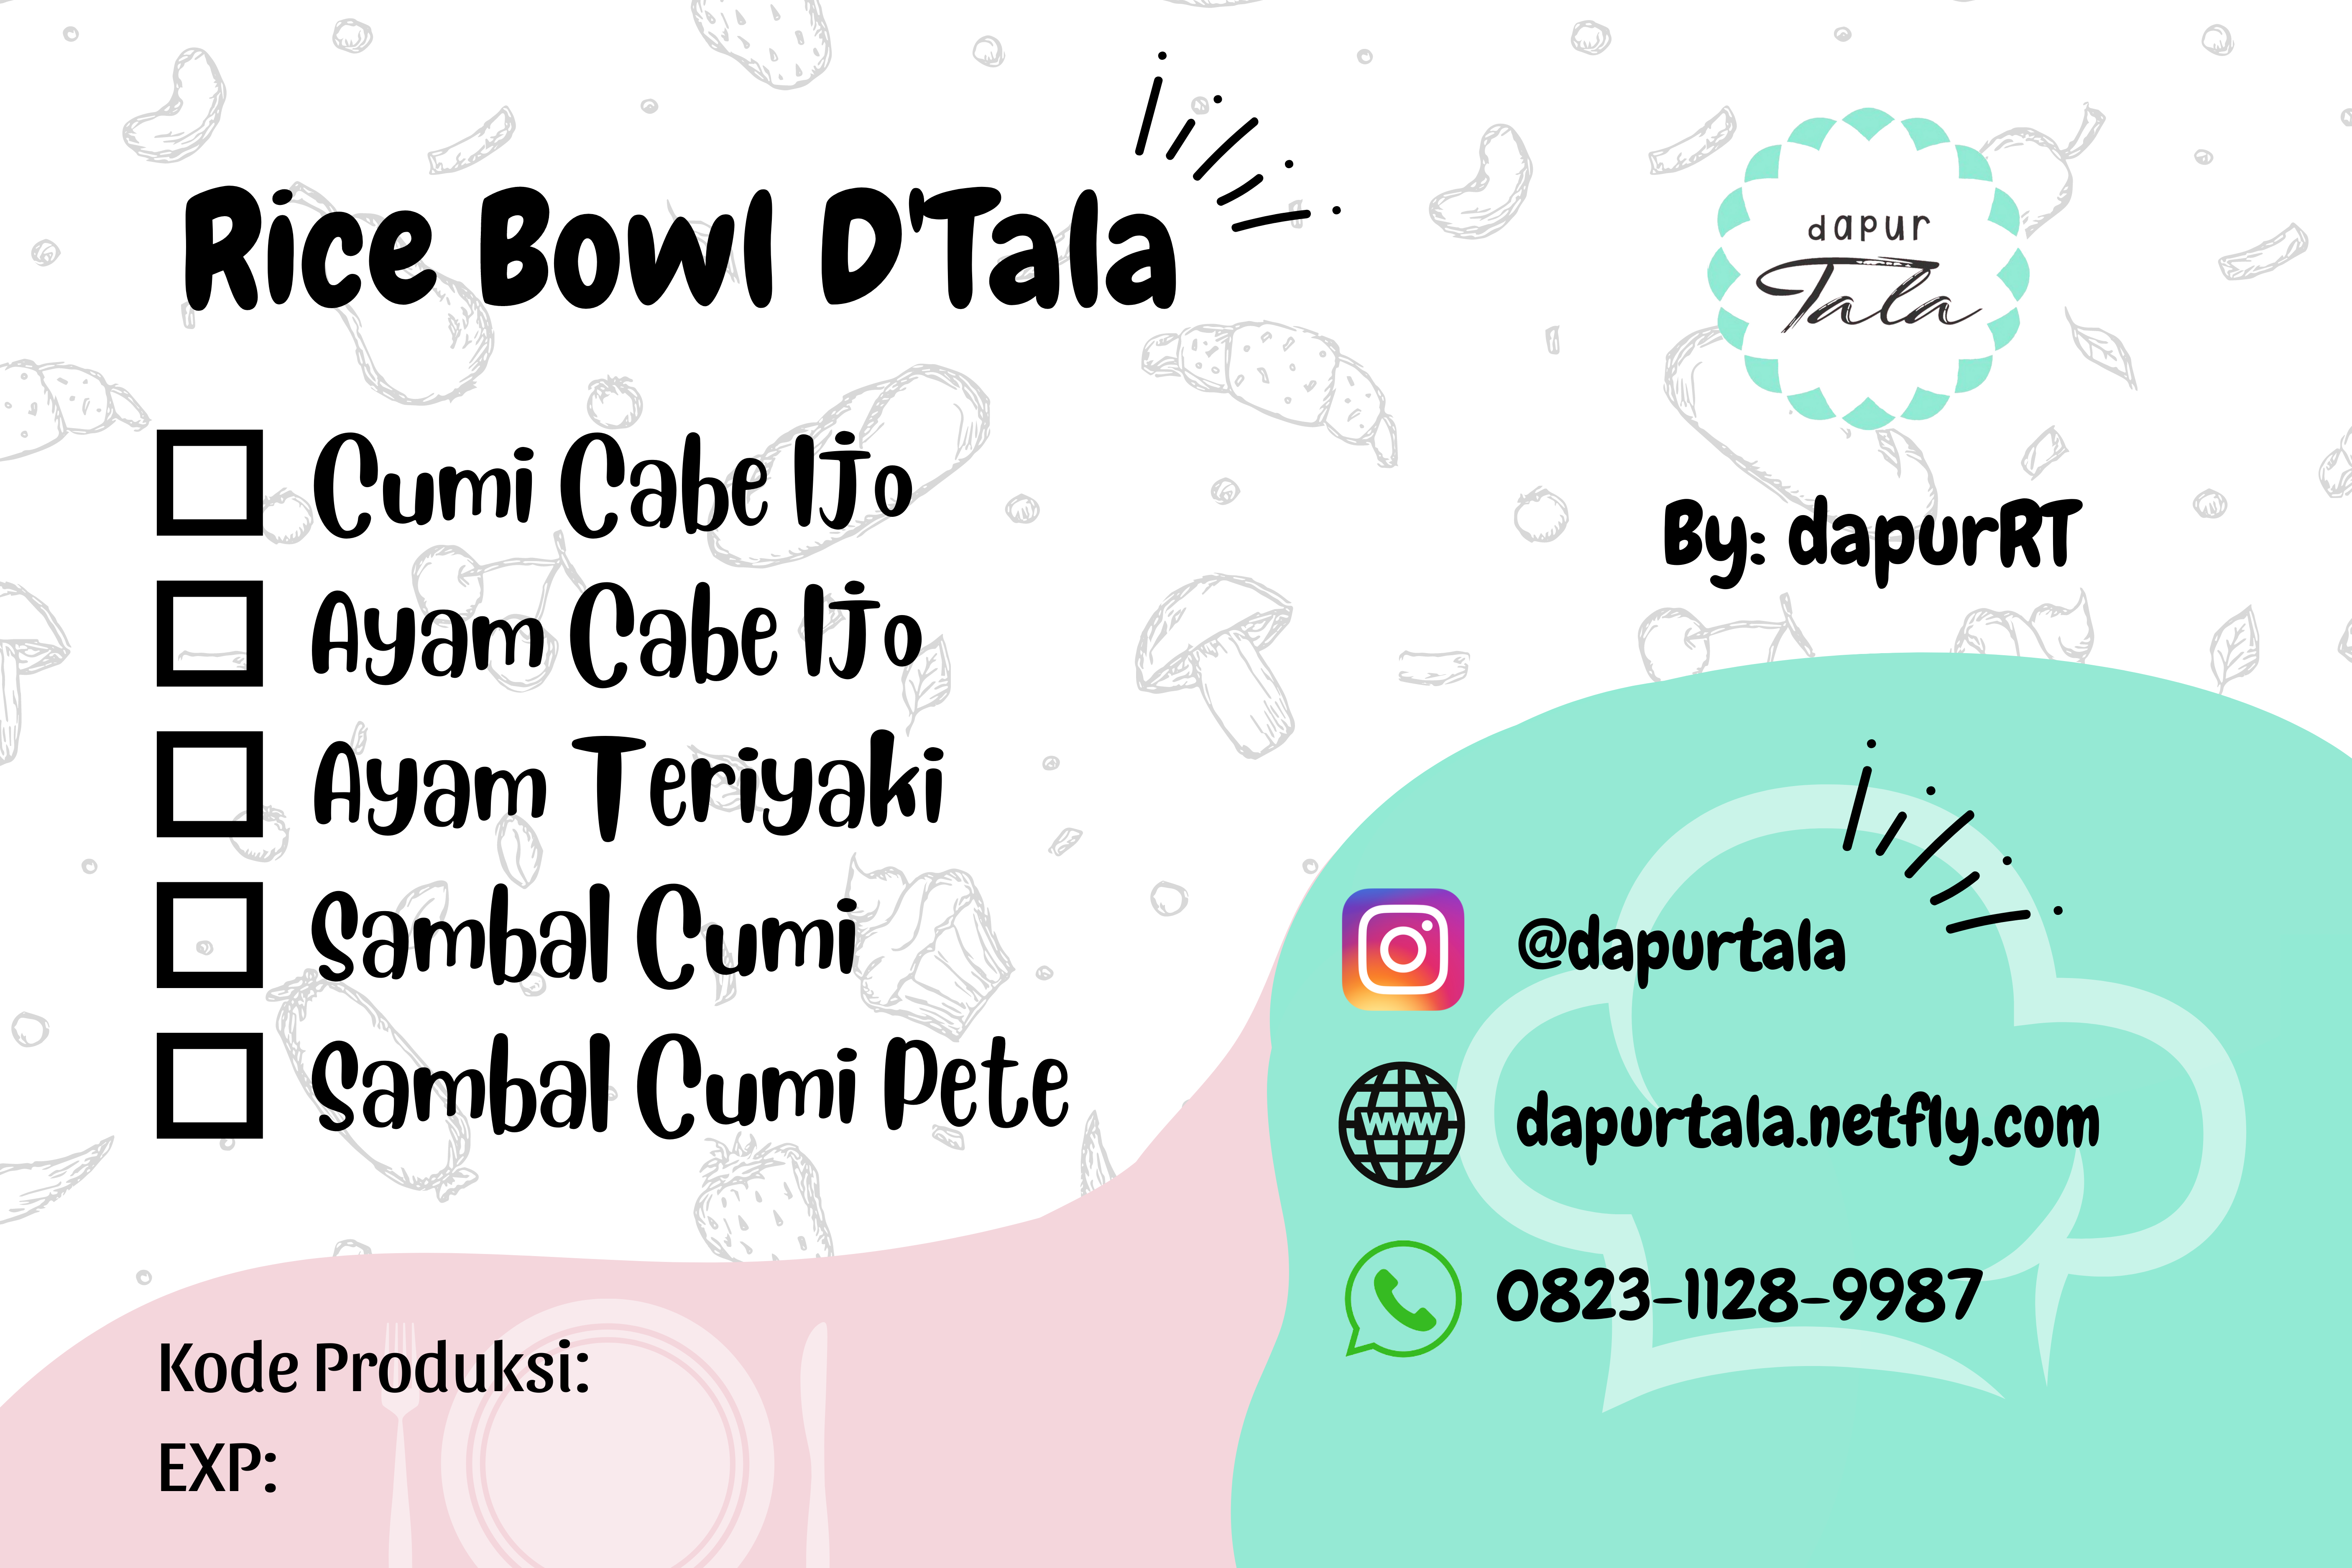 Rice Bowl D'Tala
Cumi Cabe IJo
Ayam Cabe IJo
Ayam Teriyaki
Sambal Cumi
Sambal Cumi Pete
Kode Produksi:
EXP:
dapur
Tala
By: dapurRT
@dapurtala
WWW
dapurtala.netfly.com
0823-1128-9987